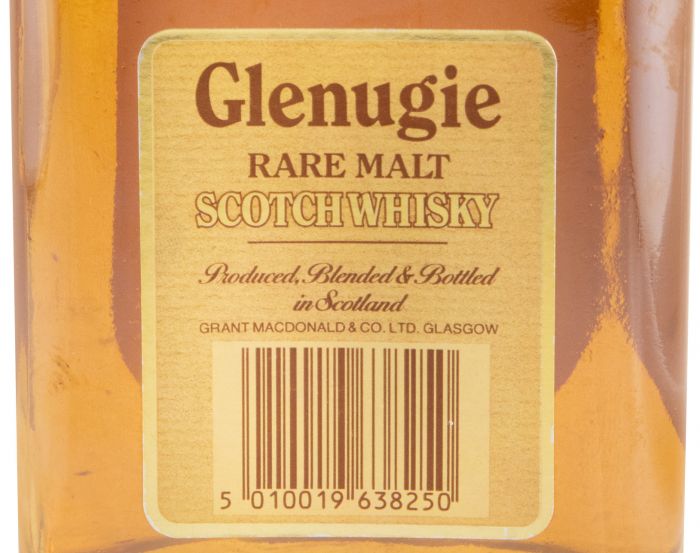 Glenugie
RARE MALT
SCOTCH WHISKY
Produced, Blended & Bottled
in Scotland
GRANT MACDONALD & CO. LTD. GLASGOW
5 010019 638250